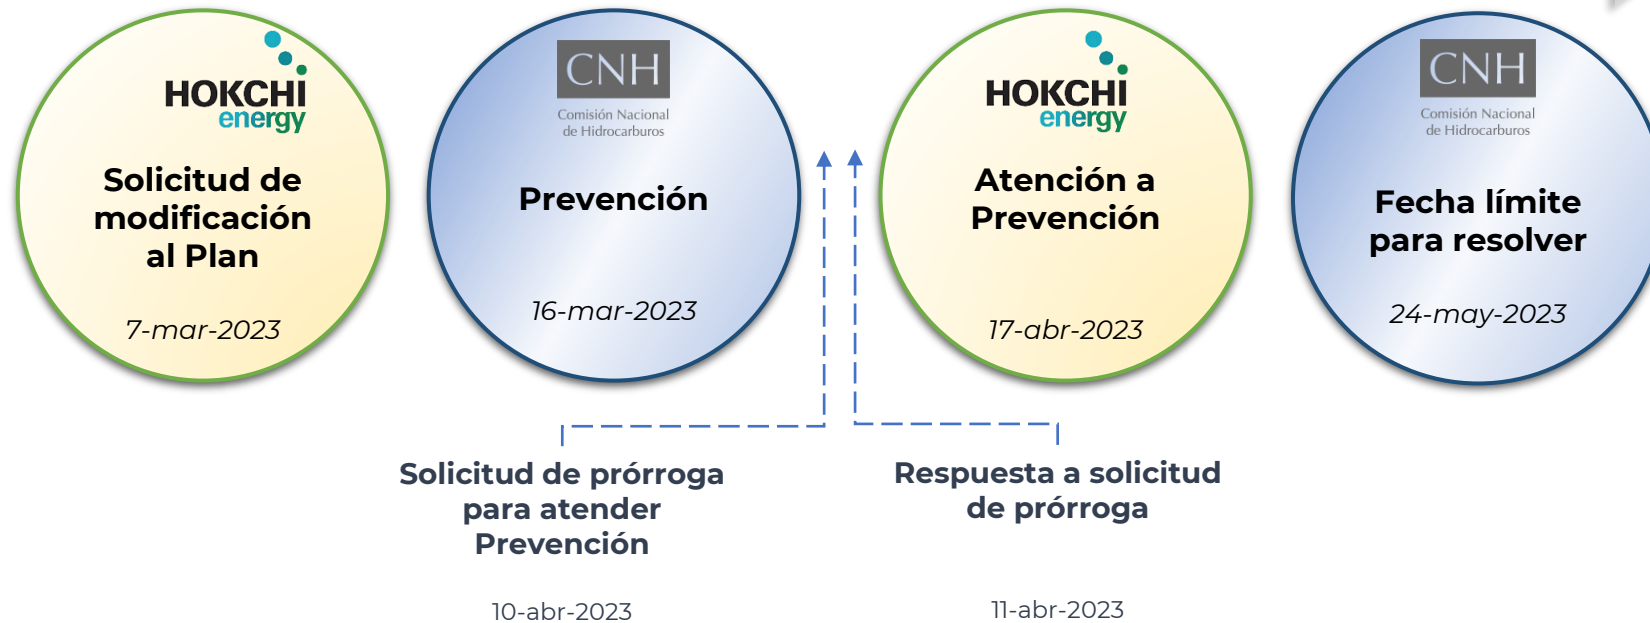 HOKCHI
energy
Solicitud de
modificación
al Plan
7-mar-2023
CNH
Comisión Nacional
de Hidrocarburos
Prevención
16-mar-2023
HOKCHI
energy
Atención a
Prevención
17-abr-2023
CNH
Comisión Nacional
de Hidrocarburos
Fecha límite
para resolver
24-may-2023
Solicitud de prórroga
para atender
Prevención
10-abr-2023
Respuesta a solicitud
de prórroga
11-abr-2023